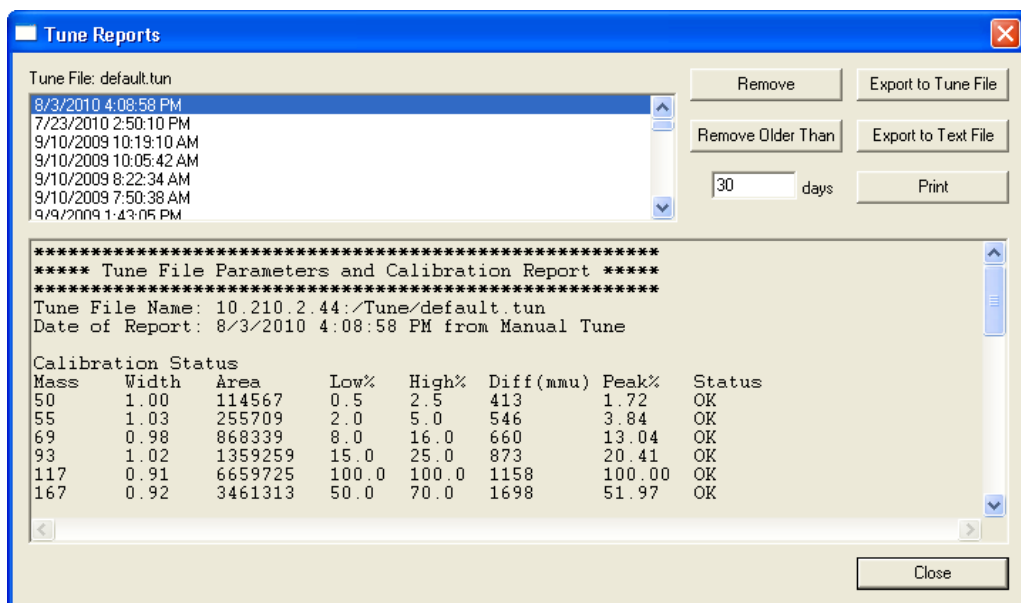 Tune Reports
Tune File: default.tun
8/3/2010 4:08:58 PM
7/23/2010 2:50:10 PM
9/10/2009 10:19:10 AM
9/10/2009 10:05:42 AM
9/10/2009 8:22:34 AM
9/10/2009 7:50:38 AM
9/9/2009 1:43:05 PM
Remove
Export to Tune File
Remove Older Than
Export to Text File
30 days
Print
*******************************************************
***** Tune File Parameters and Calibration Report *****
*******************************************************
Tune File Name: 10.210.2.44:/Tune/default.tun
Date of Report: 8/3/2010 4:08:58 PM from Manual Tune
Calibration Status
Mass Width Area Low% High% Diff(mmu) Peak% Status
50 1.00 114567 0.5 2.5 413 1.72 OK
55 1.03 255709 2.0 5.0 546 3.84 OK
69 0.98 868339 8.0 16.0 660 13.04 OK
93 1.02 1359259 15.0 25.0 873 20.41 OK
117 0.91 6659725 100.0 100.0 1158 100.00 OK
167 0.92 3461313 50.0 70.0 1698 51.97 OK
Close